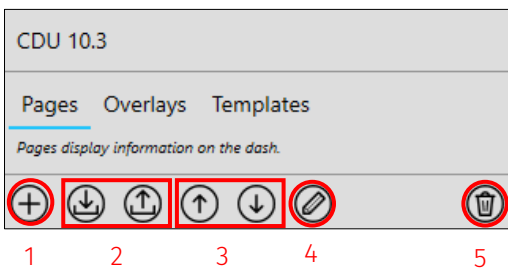 CDU 10.3
Pages Overlays Templates
Pages display information on the dash.
1 2 3 4 5